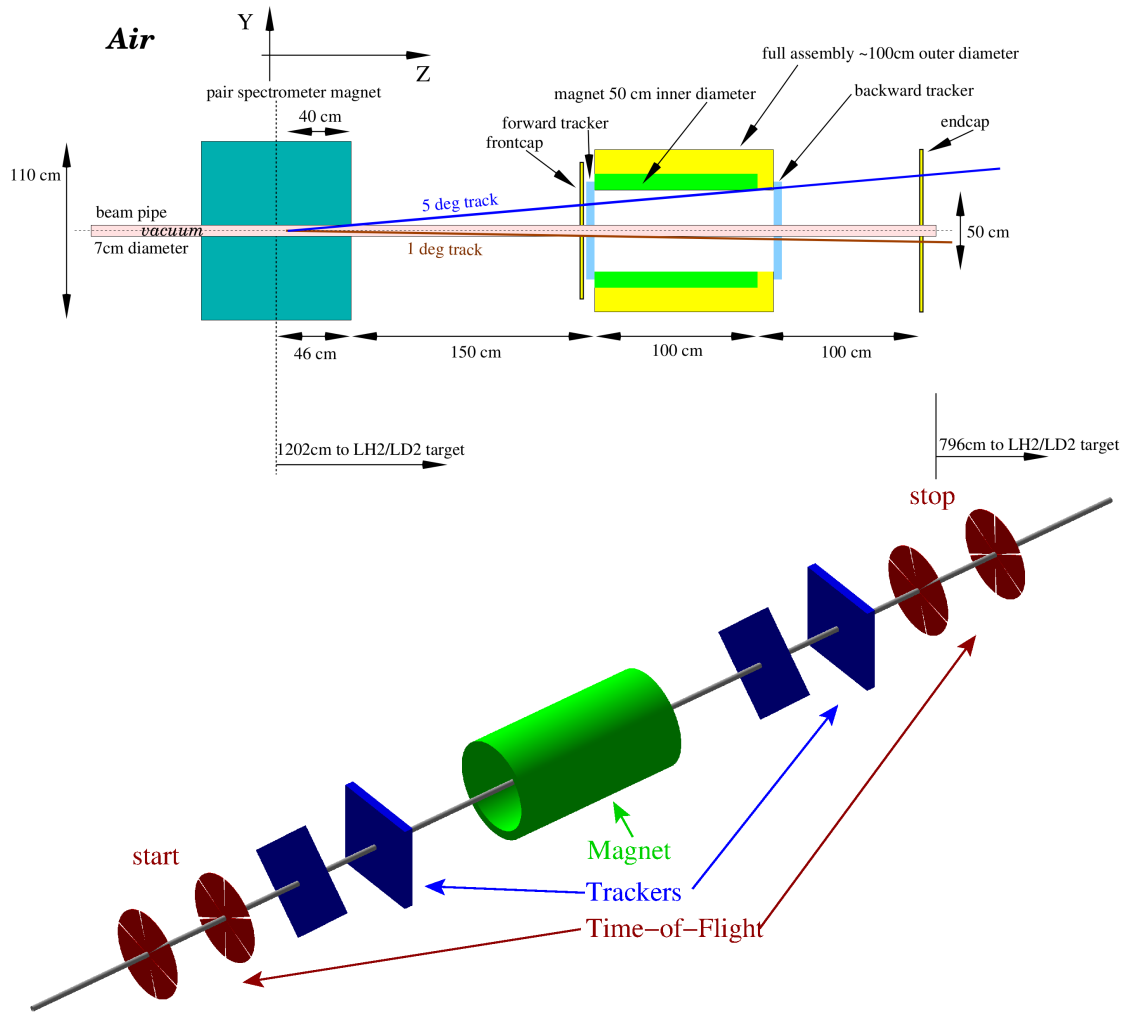 Air
Y
Z
pair spectrometer magnet
40 cm
full assembly ~100cm outer diameter
magnet 50 cm inner diameter
backward tracker
forward tracker
endcap
frontcap
110 cm
beam pipe
vacuum
7cm diameter
5 deg track
1 deg track
50 cm
46 cm
150 cm
100 cm
100 cm
1202cm to LH2/LD2 target
796cm to LH2/LD2 target
stop
start
Magnet
Trackers
Time-of-Flight